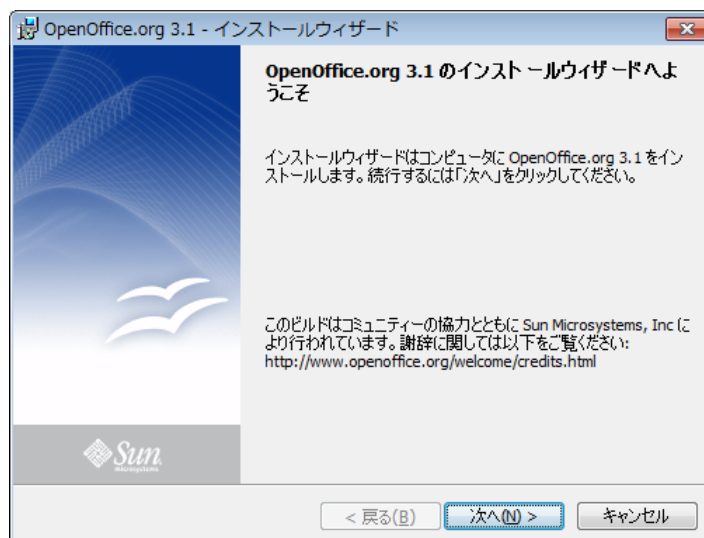 OpenOffice.org 3.1 - インストールウィザード
OpenOffice.org 3.1 のインストールウィザードへよ
うこそ
インストールウィザードはコンピュータに OpenOffice.org 3.1 をイン
ストールします。続行するには「次へ」をクリックしてください。
このビルドはコミュニティーの協力とともに Sun Microsystems, Inc に
より行われています。謝辞に関しては以下をご覧ください:
http://www.openoffice.org/welcome/credits.html
Sun
microsystems
< 戻る(B)
次へ(N) >
キャンセル